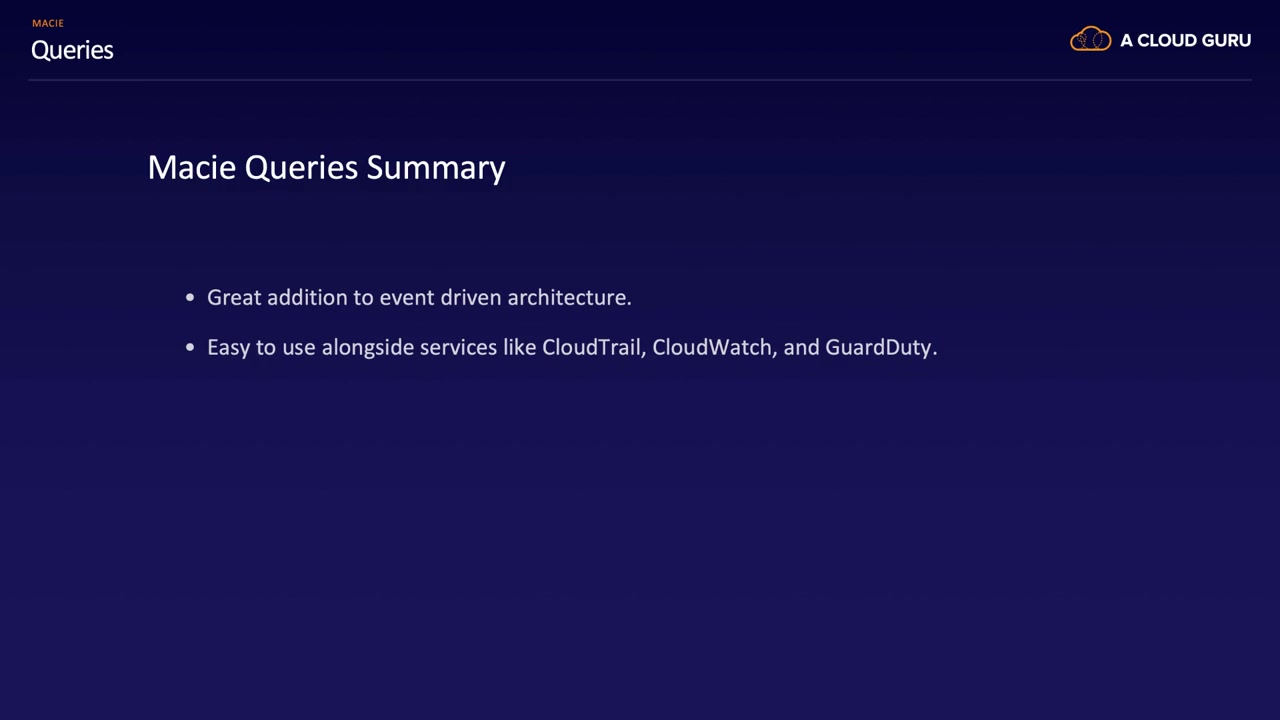 MACIE
Queries
A CLOUD GURU
Macie Queries Summary
• Great addition to event driven architecture.
• Easy to use alongside services like CloudTrail, CloudWatch, and GuardDuty.